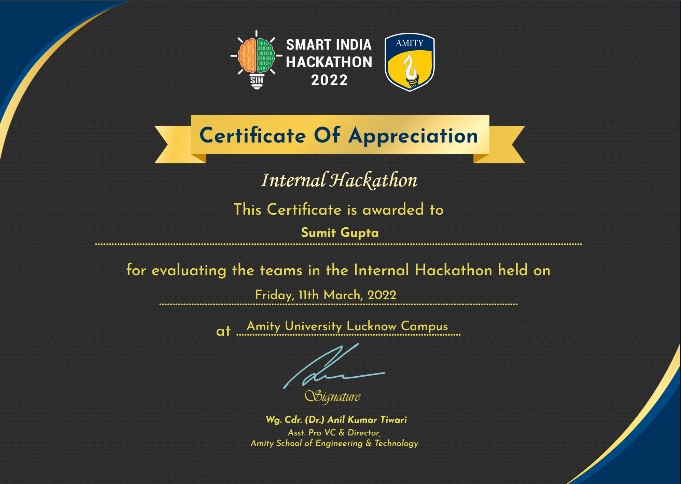 SIH
SMART INDIA
HACKATHON
2022
AMITY
Certificate Of Appreciation
Internal Hackathon
This Certificate is awarded to
Sumit Gupta
for evaluating the teams in the Internal Hackathon held on
Friday, 11th March, 2022
at Amity University Lucknow Campus
Signature
Wg. Cdr. (Dr.) Anil Kumar Tiwari
Asst. Pro VC & Director,
Amity School of Engineering & Technology